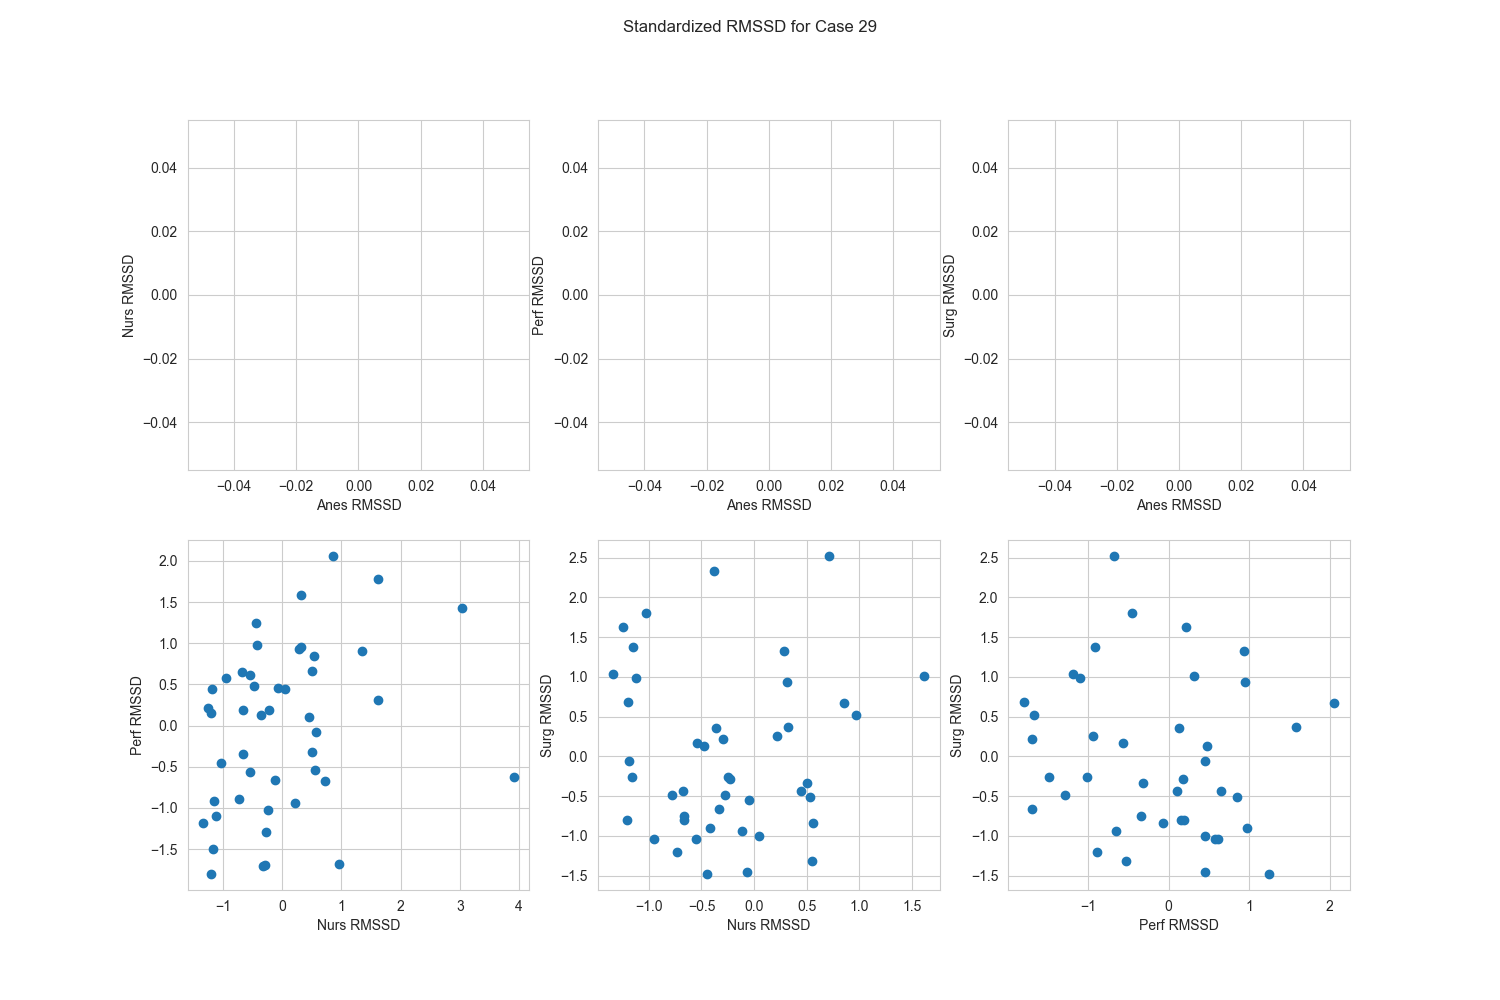 Standardized RMSSD for Case 29
0.04
0.02
0.00
−0.02
−0.04
Nurs RMSSD
−0.04 −0.02 0.00 0.02 0.04
Anes RMSSD
0.04
0.02
0.00
−0.02
−0.04
Perf RMSSD
−0.04 −0.02 0.00 0.02 0.04
Anes RMSSD
0.04
0.02
0.00
−0.02
−0.04
Surg RMSSD
−0.04 −0.02 0.00 0.02 0.04
Anes RMSSD
2.0
1.5
1.0
0.5
0.0
−0.5
−1.0
−1.5
Perf RMSSD
−1 0 1 2 3 4
Nurs RMSSD
2.5
2.0
1.5
1.0
0.5
0.0
−0.5
−1.0
−1.5
Surg RMSSD
−1.0 −0.5 0.0 0.5 1.0 1.5
Nurs RMSSD
2.5
2.0
1.5
1.0
0.5
0.0
−0.5
−1.0
−1.5
Surg RMSSD
−1 0 1 2
Perf RMSSD